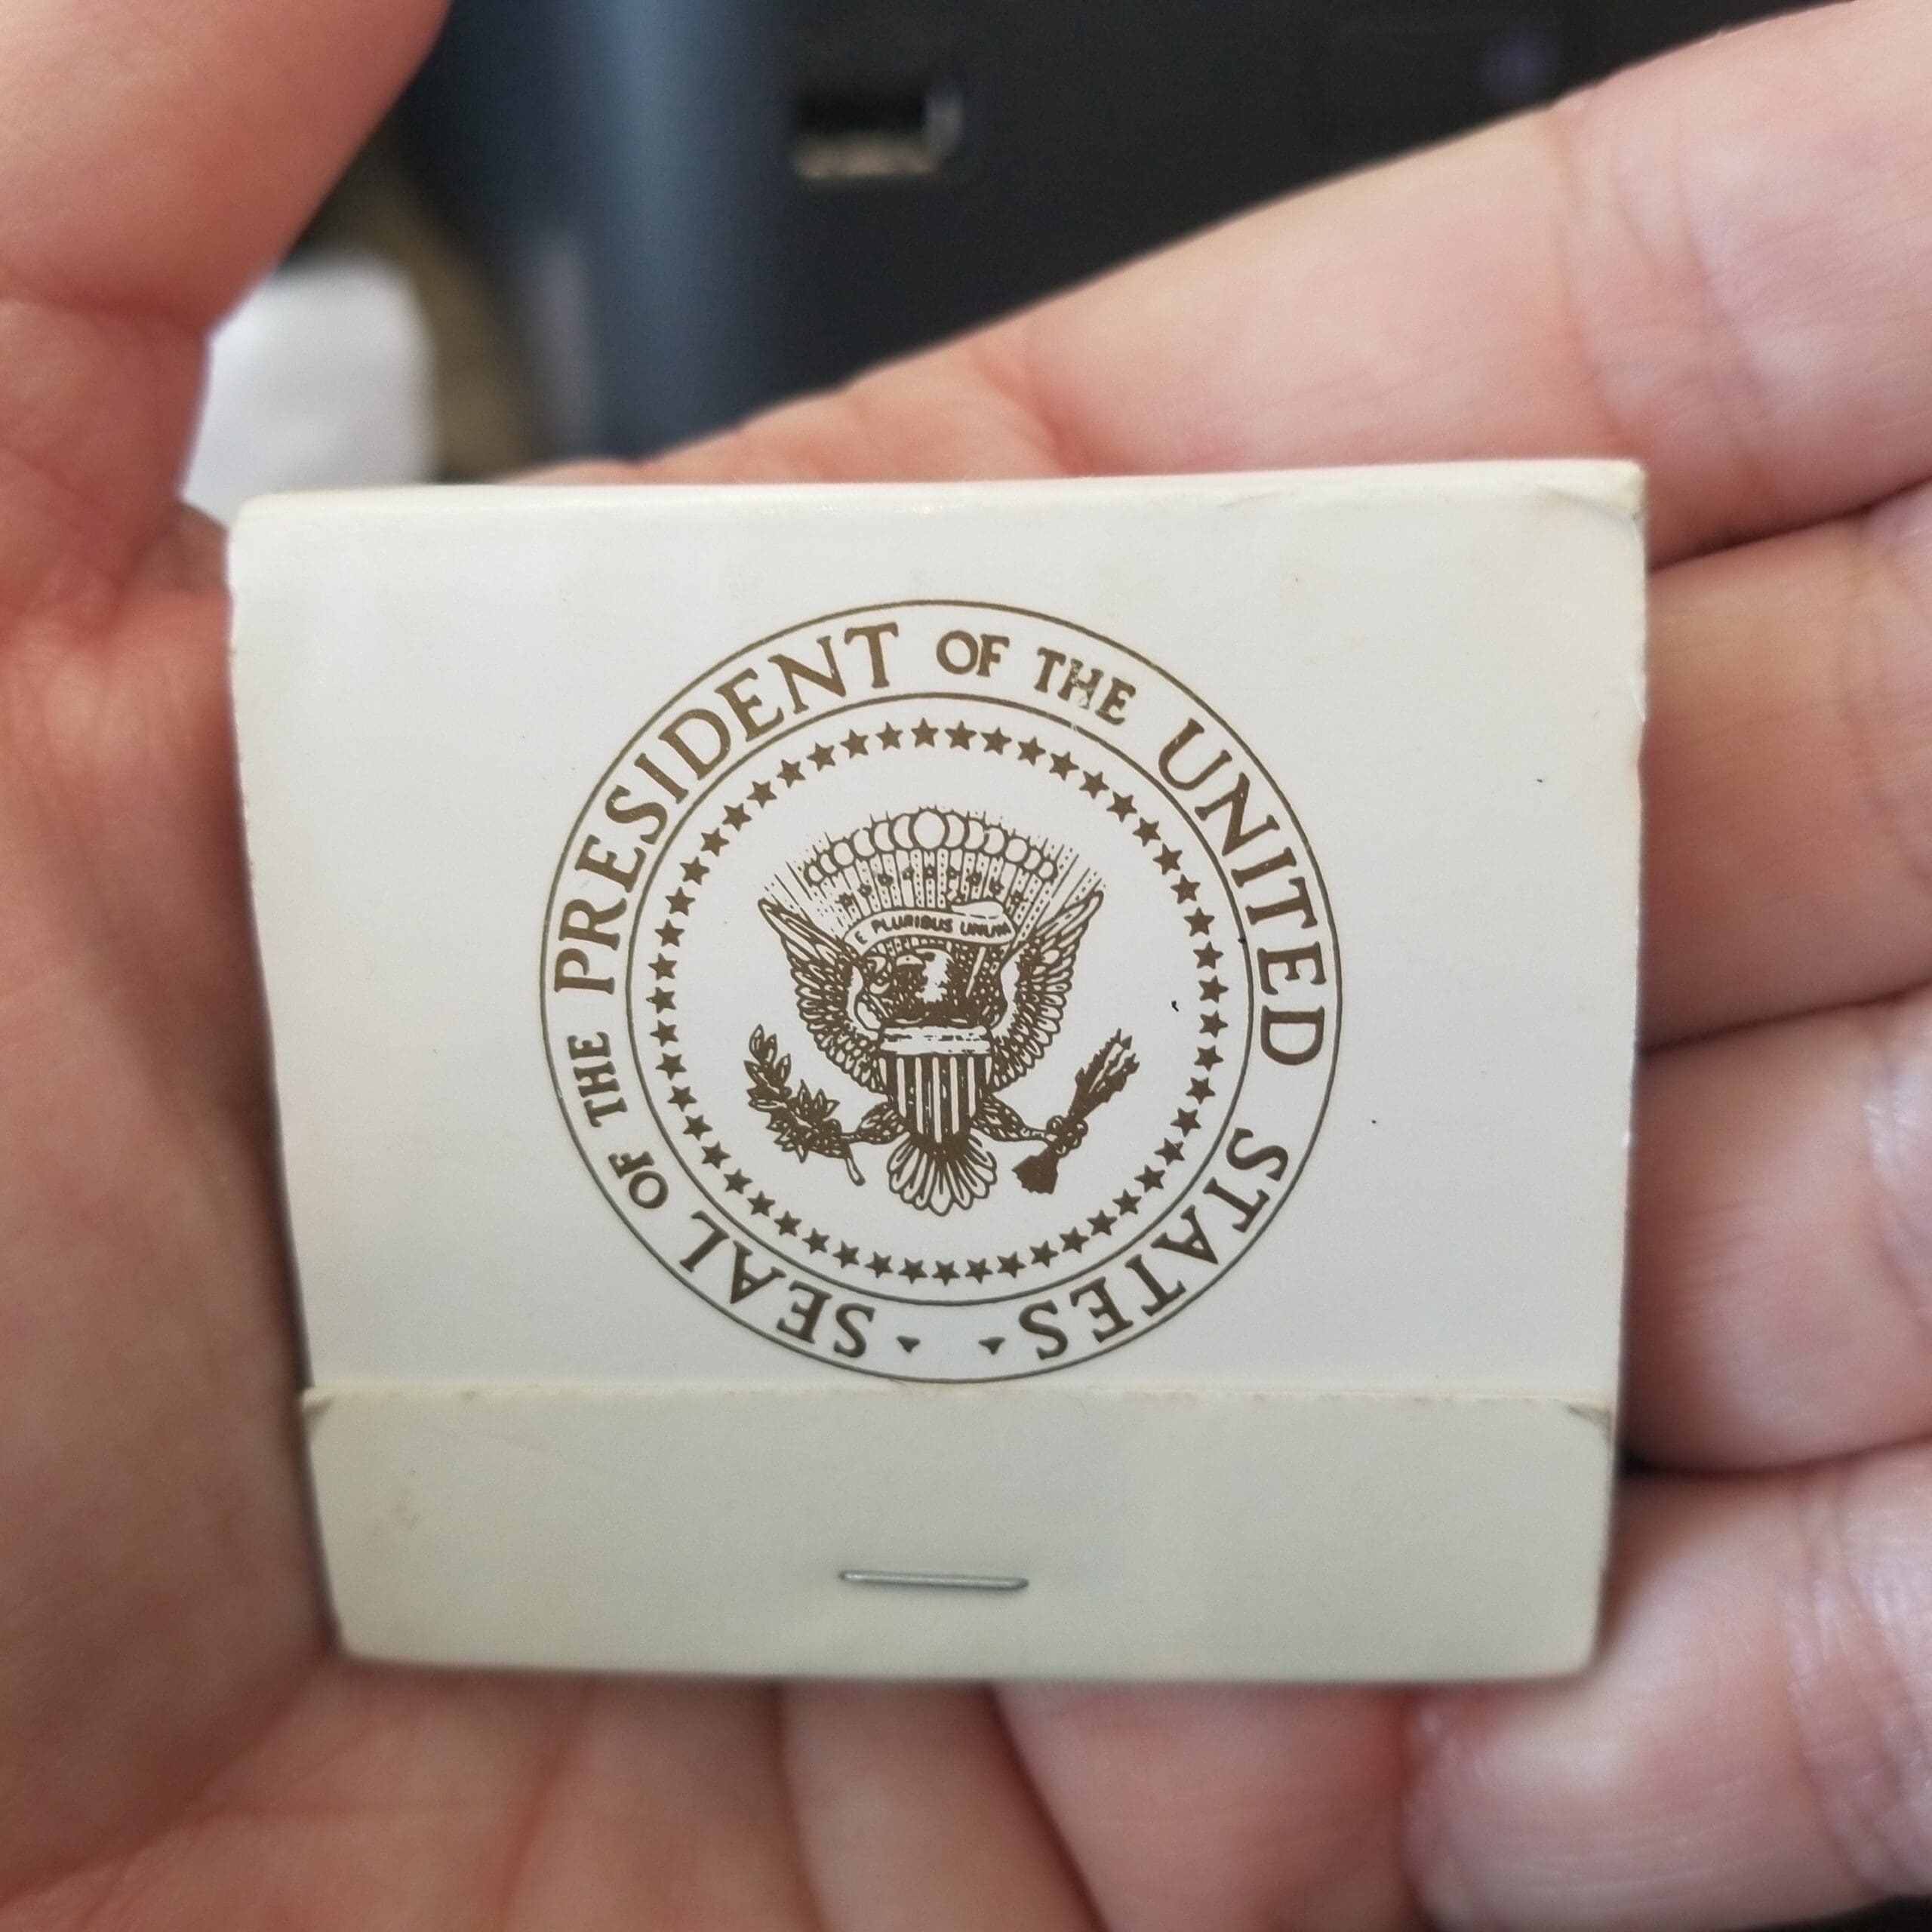 SEAL OF THE PRESIDENT OF THE UNITED STATES
E PLURIBUS UNUM